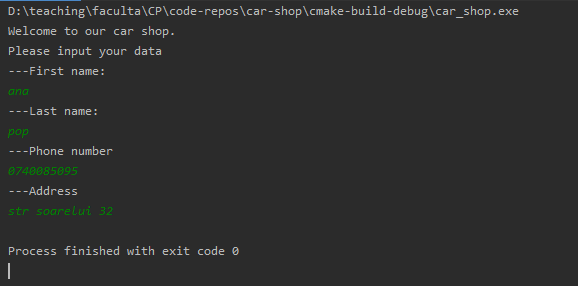 D:\teaching\faculta\CP\code-repos\car-shop\cmake-build-debug\car_shop.exe
Welcome to our car shop.
Please input your data
---First name:
ana
---Last name:
pop
---Phone number
0740085095
---Address
str soarelui 32
Process finished with exit code 0